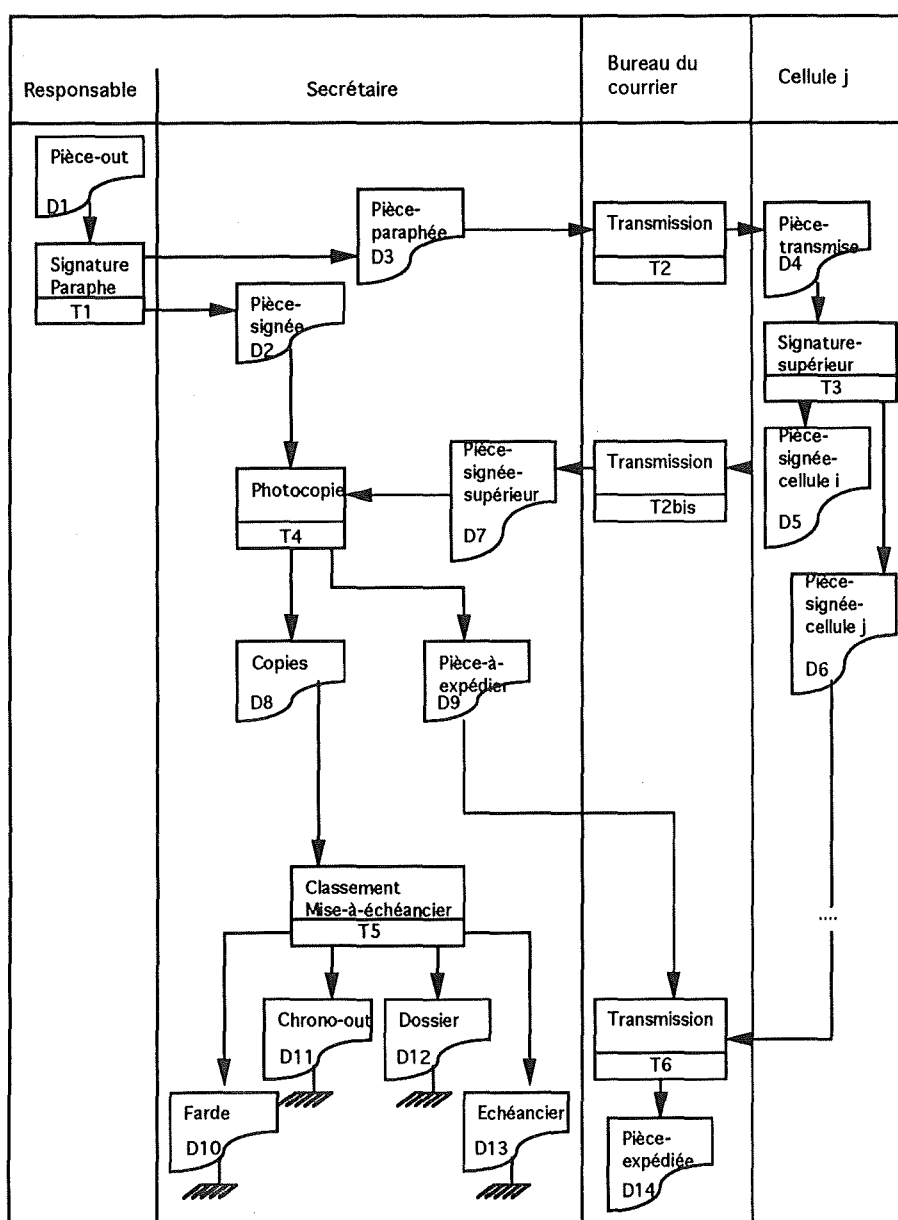 Responsable
Secrétaire
Bureau du
courrier
Cellule j
Pièce-out
D1
Signature
Paraphe
T1
Pièce-
paraphée
D3
Transmission
T2
Pièce-
transmise
D4
Pièce-
signée
D2
Signature-
supérieur
T3
Photocopie
T4
Pièce-
signée-
supérieur
D7
Transmission
T2bis
Pièce-
signée-
cellule i
D5
Pièce-
signée-
cellule j
D6
Copies
D8
Pièce-à-
expédier
D9
Classement
Mise-à-échéancier
T5
....
Chrono-out
D11
Dossier
D12
Transmission
T6
Farde
D10
Echéancier
D13
Pièce-
expédiée
D14